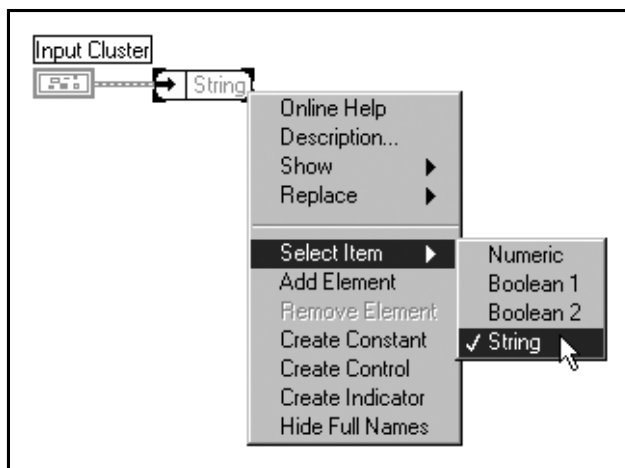 Input Cluster
String
Online Help
Description...
Show
Replace
Select Item
Add Element
Remove Element
Create Constant
Create Control
Create Indicator
Hide Full Names
Numeric
Boolean 1
Boolean 2
String